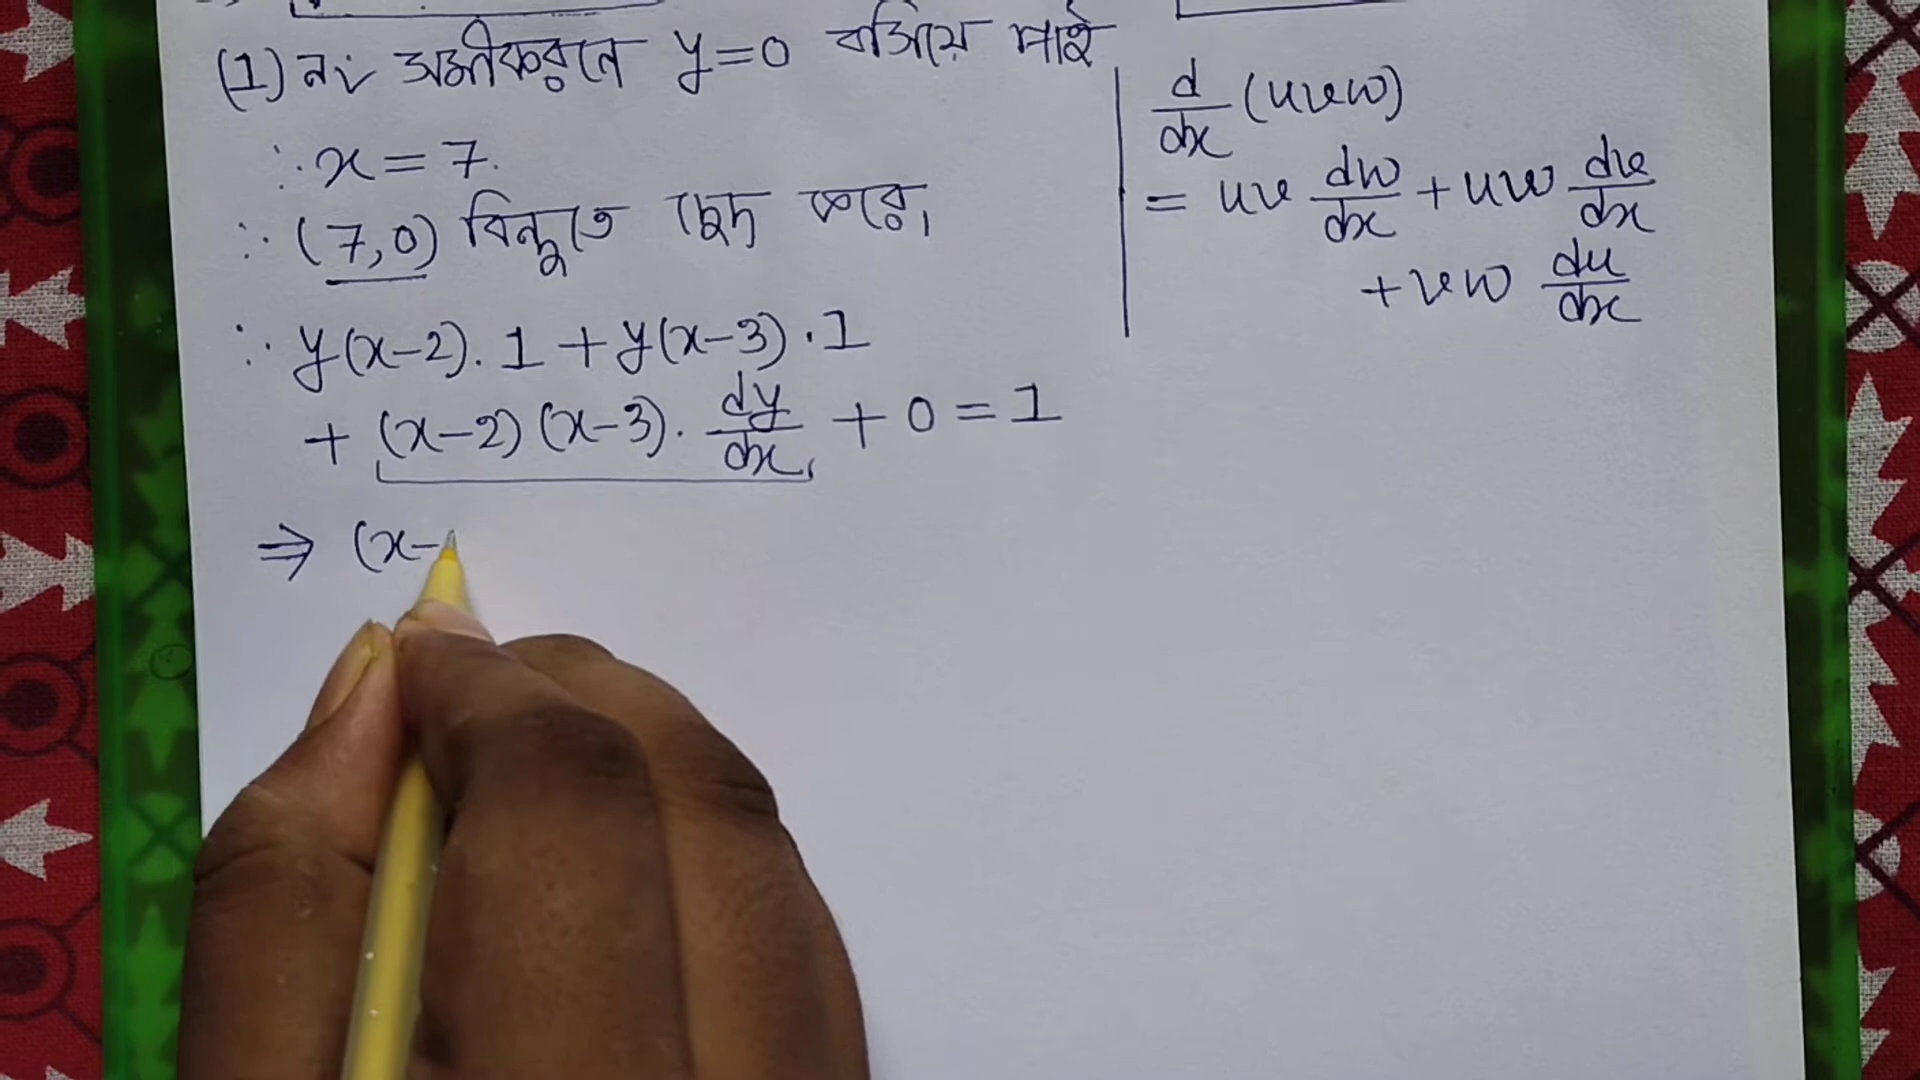 (1) নং সমীকরনে y=0 বসিয়ে পাই
∴ x = 7.
∴ (7,0) বিন্দুতে ছেদ করে,
∴ y(x-2). 1 + y(x-3) . 1
+ (x-2)(x-3). dy/dx + 0 = 1
⇒ (x-
d/dx (uvw)
= uv dw/dx + uw dv/dx
+ vw du/dx